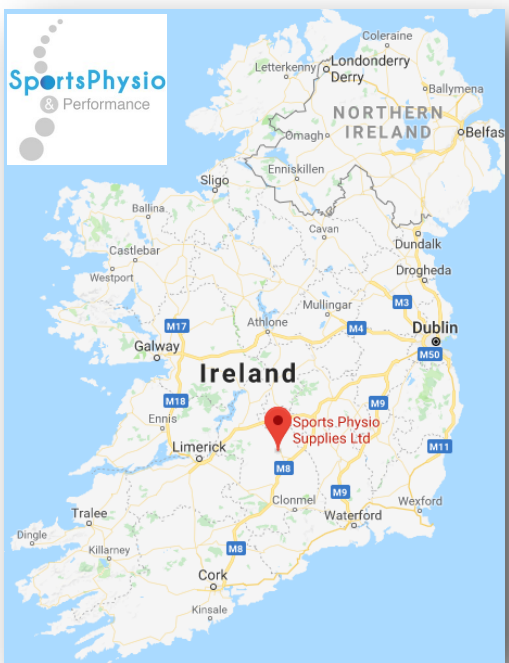 SportsPhysio
& Performance
Coleraine
Letterkenny
Londonderry
Derry
Ballymena
NORTHERN
IRELAND
Omagh
Belfas
Enniskillen
Sligo
Ballina
Cavan
Dundalk
Castlebar
Drogheda
Westport
Mullingar
M3
M17
Athlone
M4
Dublin
Galway
M50
Ireland
M18
M9
Ennis
Sports Physio
Supplies Ltd
Limerick
M11
M8
Clonmel
M9
Wexford
Tralee
Waterford
Dingle
Killarney
M8
Cork
Kinsale